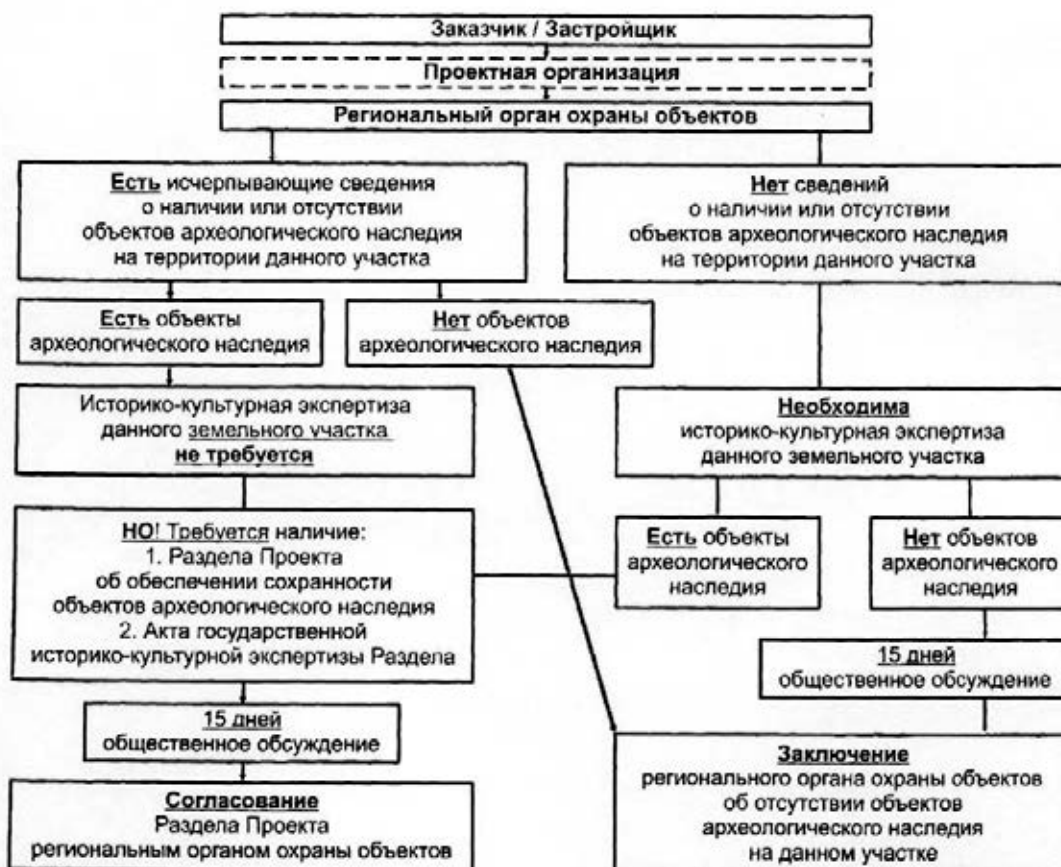 Заказчик / Застройщик
Проектная организация
Региональный орган охраны объектов
Есть исчерпывающие сведения
о наличии или отсутствии
объектов археологического наследия
на территории данного участка
Нет сведений
о наличии или отсутствии
объектов археологического наследия
на территории данного участка
Есть объекты
археологического наследия
Нет объектов
археологического наследия
Историко-культурная экспертиза
данного земельного участка
не требуется
Необходима
историко-культурная экспертиза
данного земельного участка
НО! Требуется наличие:
1. Раздела Проекта
об обеспечении сохранности
объектов археологического наследия
2. Акта государственной
историко-культурной экспертизы Раздела
Есть объекты
археологического
наследия
Нет объектов
археологического
наследия
15 дней
общественное обсуждение
15 дней
общественное обсуждение
Согласование
Раздела Проекта
региональным органом охраны объектов
Заключение
регионального органа охраны объектов
об отсутствии объектов
археологического наследия
на данном участке